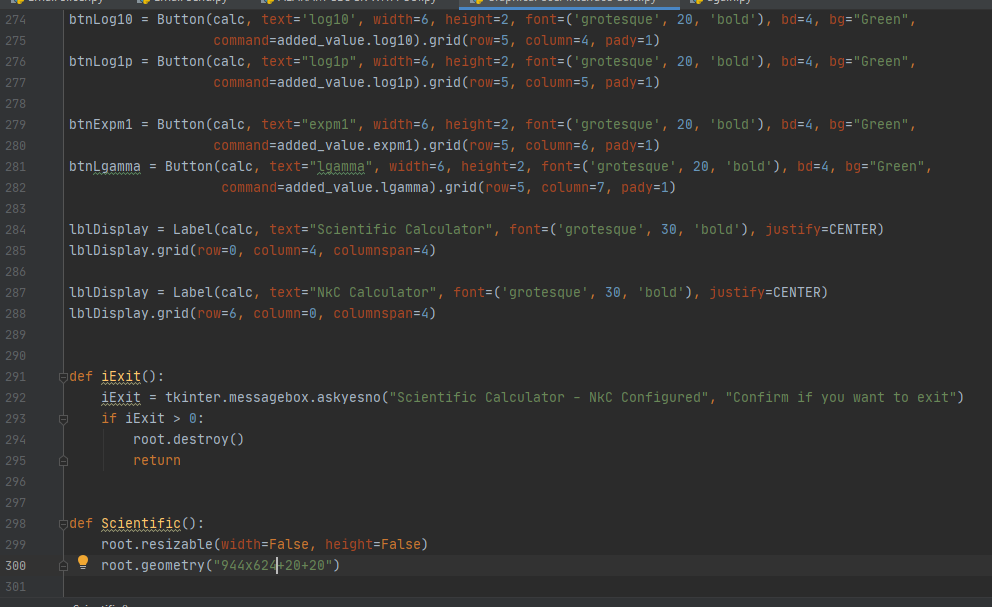 274 btnLog10 = Button(calc, text='log10', width=6, height=2, font=('grotesque', 20, 'bold'), bd=4, bg="Green",
275 command=added_value.log10).grid(row=5, column=4, pady=1)
276 btnLog1p = Button(calc, text="log1p", width=6, height=2, font=('grotesque', 20, 'bold'), bd=4, bg="Green",
277 command=added_value.log1p).grid(row=5, column=5, pady=1)
278
279 btnExpm1 = Button(calc, text="expm1", width=6, height=2, font=('grotesque', 20, 'bold'), bd=4, bg="Green",
280 command=added_value.expm1).grid(row=5, column=6, pady=1)
281 btnLgamma = Button(calc, text="lgamma", width=6, height=2, font=('grotesque', 20, 'bold'), bd=4, bg="Green",
282 command=added_value.lgamma).grid(row=5, column=7, pady=1)
283
284 lblDisplay = Label(calc, text="Scientific Calculator", font=('grotesque', 30, 'bold'), justify=CENTER)
285 lblDisplay.grid(row=0, column=4, columnspan=4)
286
287 lblDisplay = Label(calc, text="NkC Calculator", font=('grotesque', 30, 'bold'), justify=CENTER)
288 lblDisplay.grid(row=6, column=0, columnspan=4)
289
290
291 def iExit():
292 iExit = tkinter.messagebox.askyesno("Scientific Calculator - NkC Configured", "Confirm if you want to exit")
293 if iExit > 0:
294 root.destroy()
295 return
296
297
298 def Scientific():
299 root.resizable(width=False, height=False)
300 root.geometry("944x624+20+20")
301